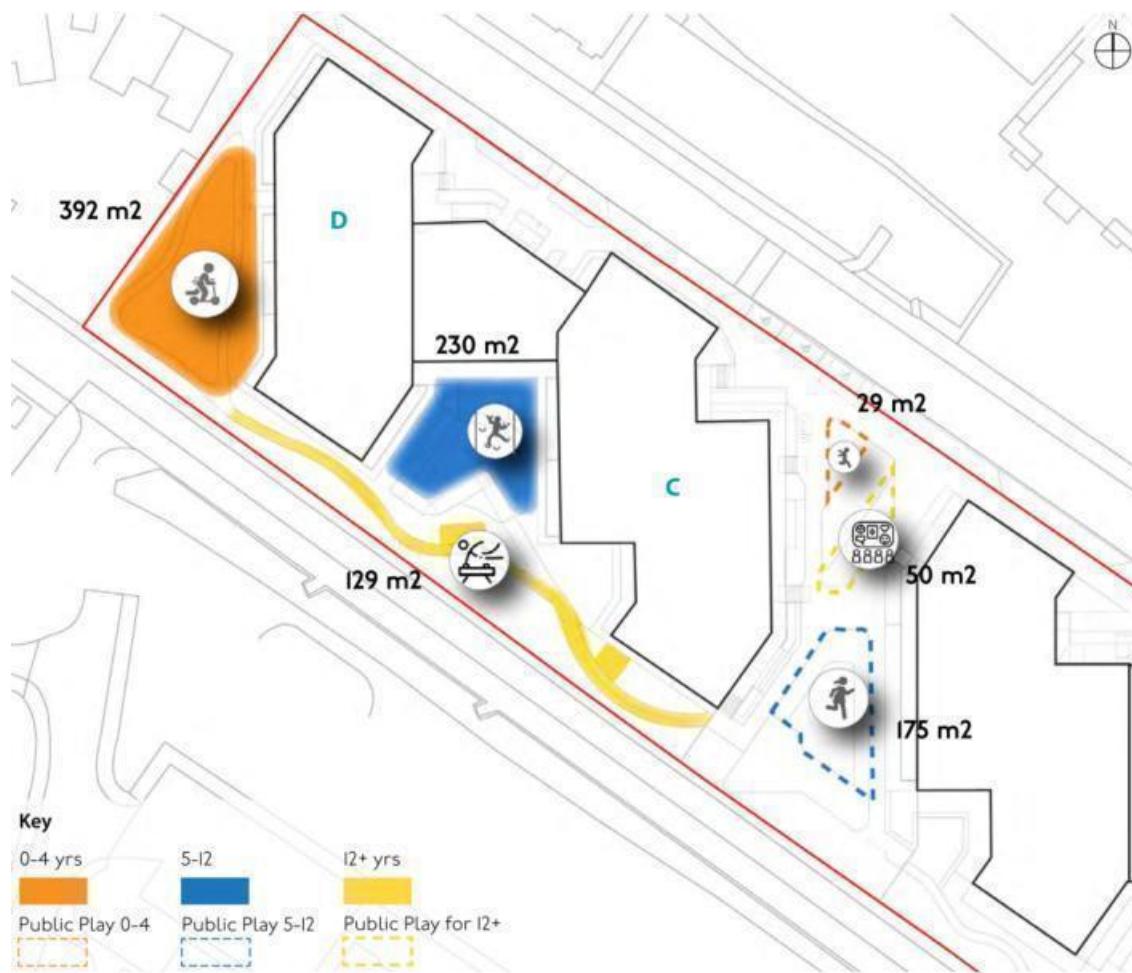 N
392 m2
D
230 m2
29 m2
C
50 m2
129 m2
175 m2
Key
0-4 yrs
5-12
12+ yrs
Public Play 0-4
Public Play 5-12
Public Play for 12+